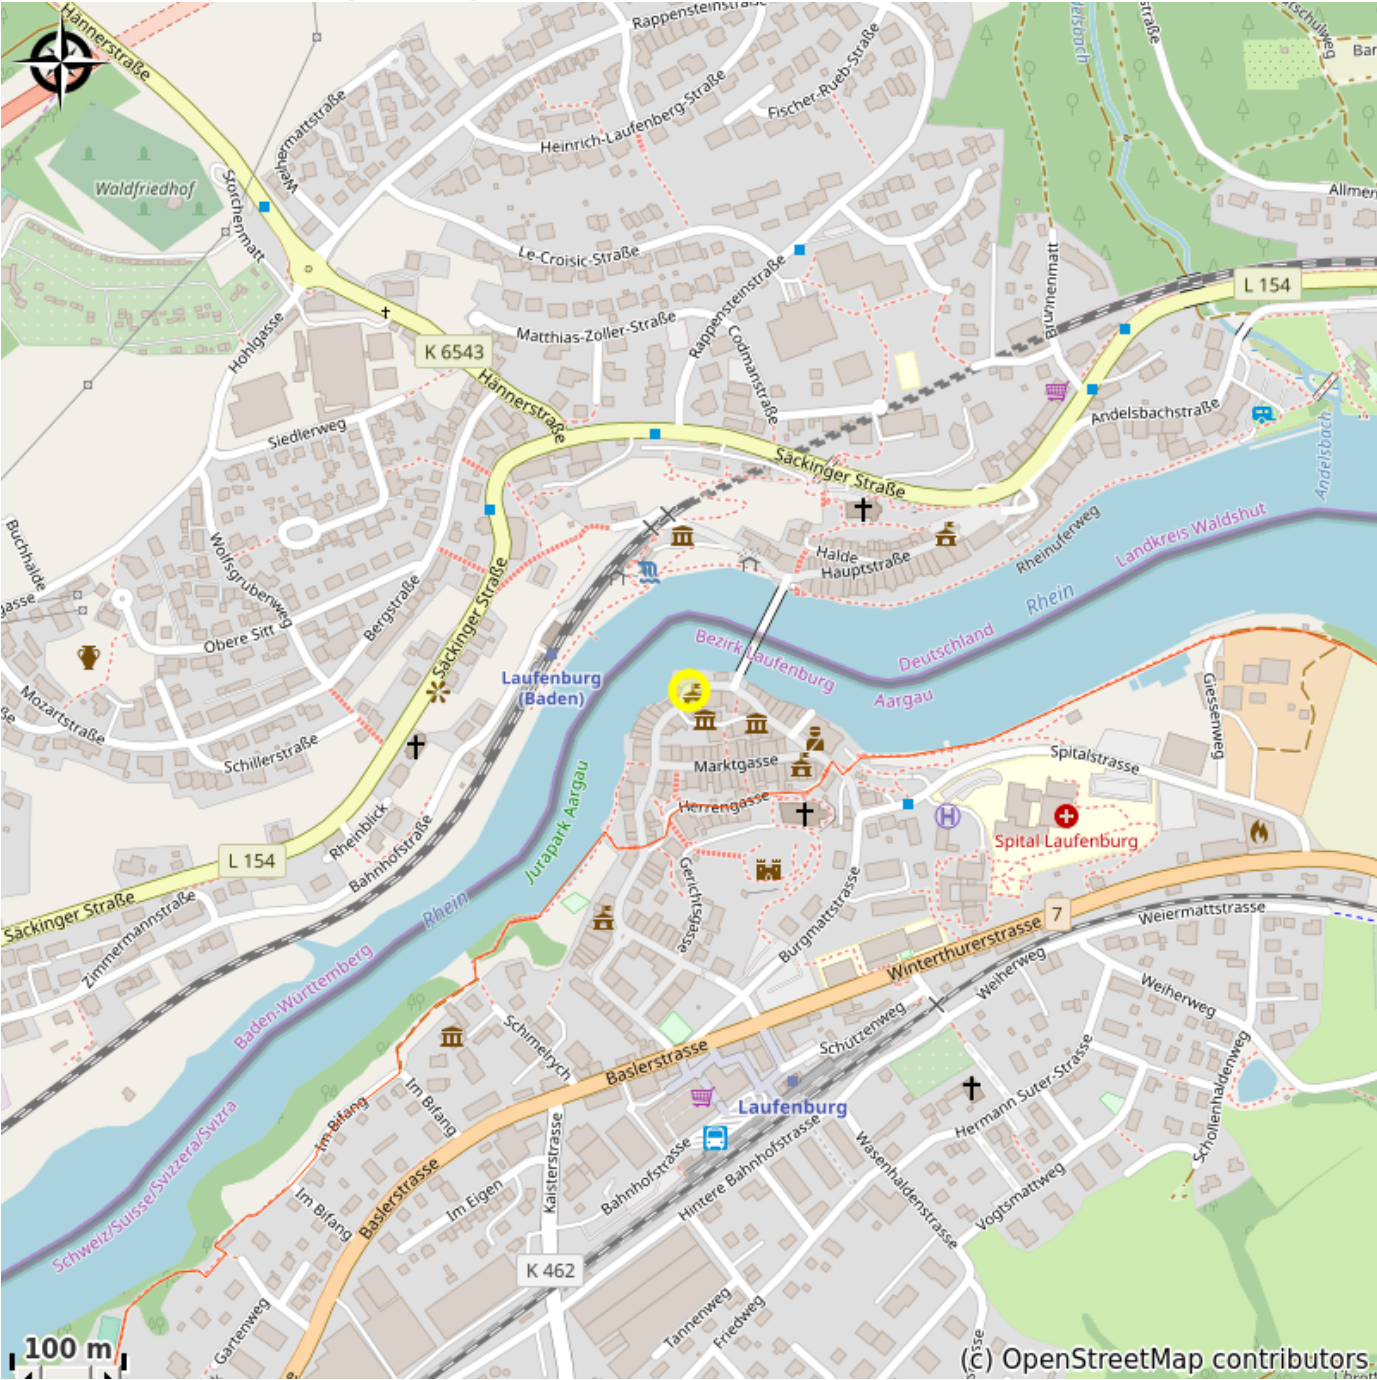 Hännerstraße
Rappensteinstraße
Weihermattstraße
Heinrich-Laufenberg-Straße
Fischer-Rueb-Straße
Waldfriedhof
Storchenmatt
Le-Croisic-Straße
Rappensteinstraße
Brunnenmatt
L 154
Hohlgasse
Matthias-Zoller-Straße
Codmanstraße
K 6543
Hännerstraße
Siedlerweg
Säckinger Straße
Andelsbachstraße
Andelsbach
Buchhalde
Wolfsgrubenweg
Bergstraße
Obere Sitt
Säckinger Straße
Halde
Hauptstraße
Rheinuferweg
Landkreis Waldshut
Rhein
Bezirk Laufenburg
Deutschland
Aargau
Laufenburg
(Baden)
Mozartstraße
Schillerstraße
Giessenweg
Spitalstrasse
Marktgasse
Herrengasse
Jurapark Aargau
Spital Laufenburg
Rheinblick
Bahnhofstraße
L 154
Säckinger Straße
Zimmermannstraße
Rhein
Gerichtsgasse
Burgmattstrasse
7
Weiermattstrasse
Winterthurerstrasse
Baden-Württemberg
Weiherweg
Weiherweg
Schimelrych
Schützenweg
Baslerstrasse
Laufenburg
Im Bifang
Im Bifang
Im Bifang
Hermann Suter-Strasse
Schollenhaldenweg
Schweiz/Suisse/Svizzera/Svizra
Baslerstrasse
Im Eigen
Kaisterstrasse
Bahnhofstrasse
Hintere Bahnhofstrasse
Wasenhaldenstrasse
Vogtsmattweg
K 462
Gartenweg
Tannenweg
Friedweg
100 m
(c) OpenStreetMap contributors